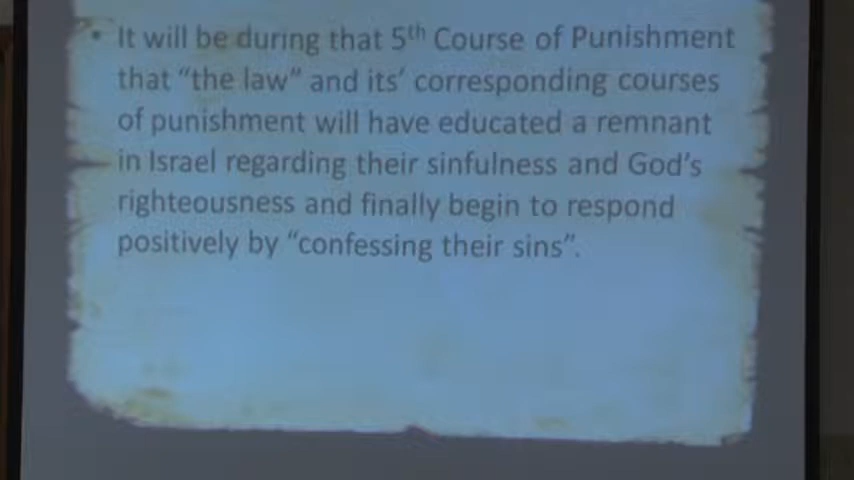 • It will be during that 5th Course of Punishment
that “the law” and its’ corresponding courses
of punishment will have educated a remnant
in Israel regarding their sinfulness and God’s
righteousness and finally begin to respond
positively by “confessing their sins”.